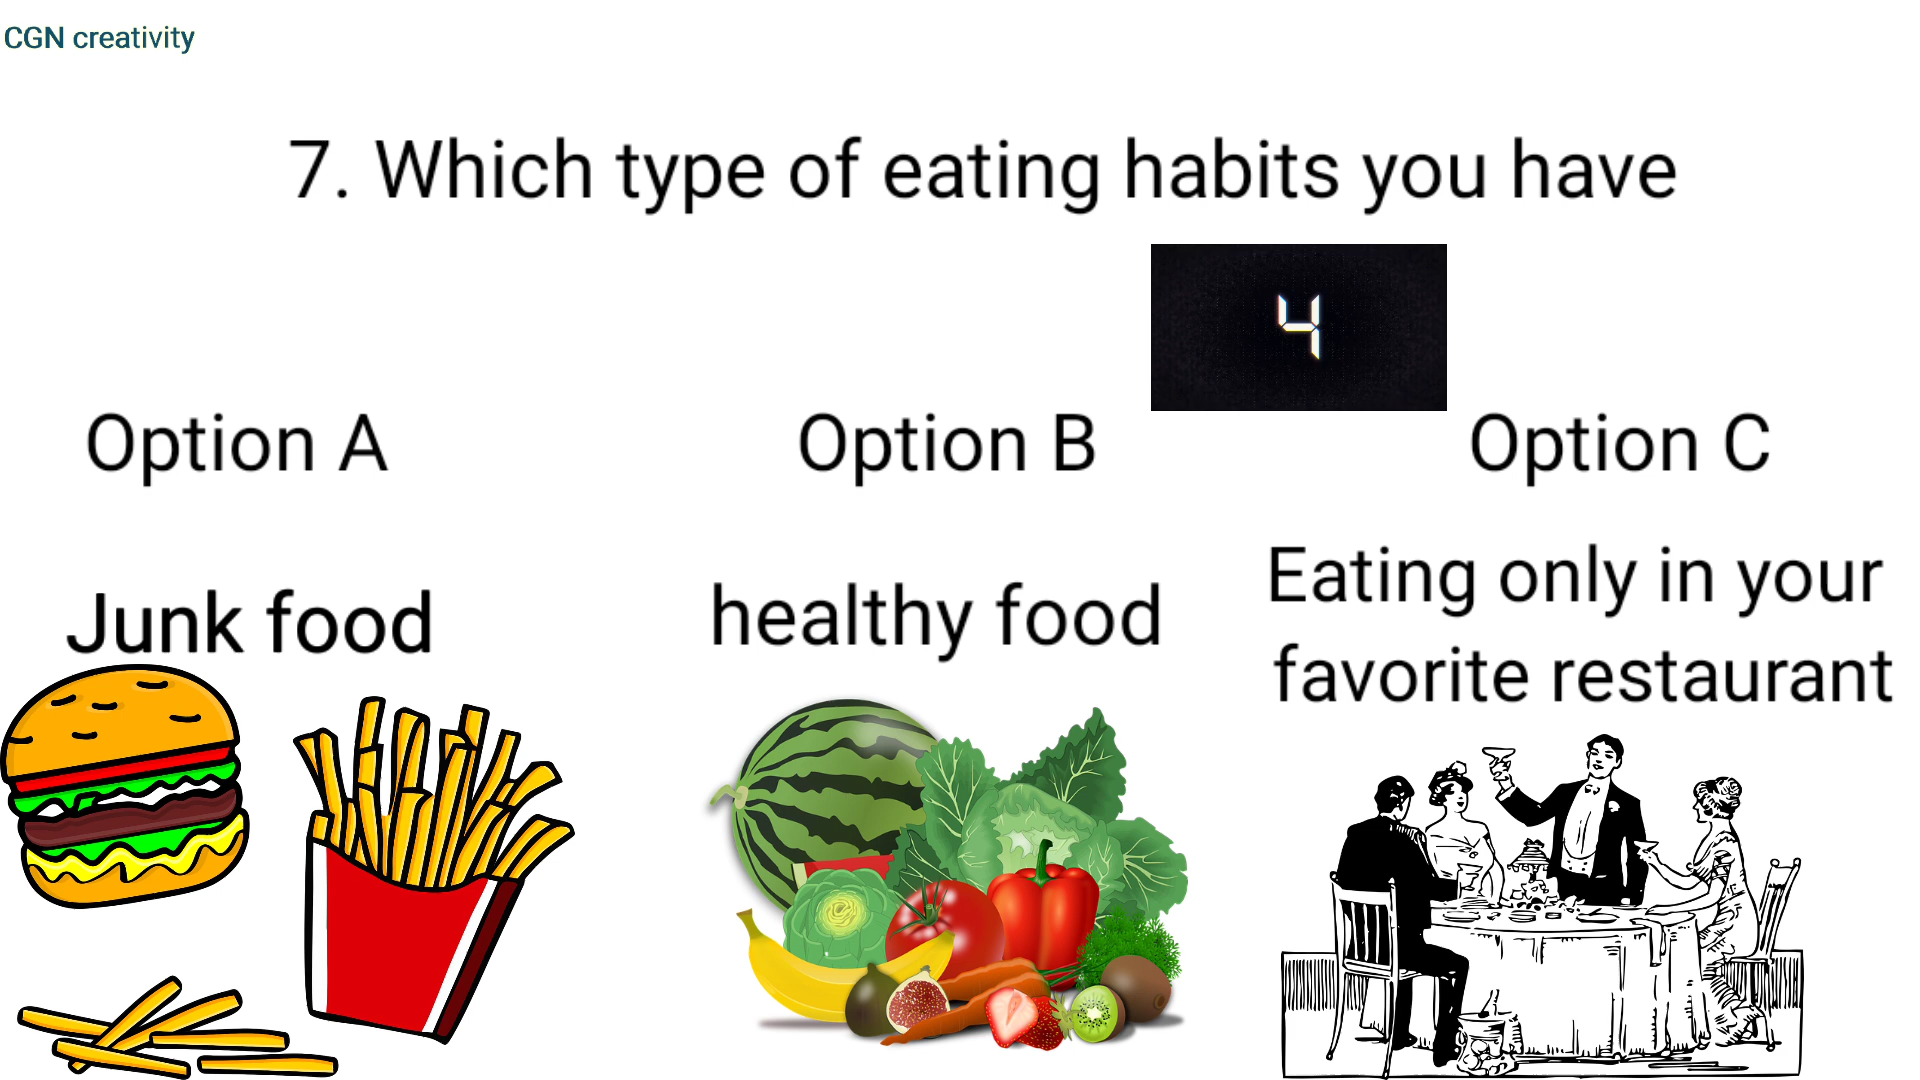 CGN creativity
7. Which type of eating habits you have
4
Option A
Option B
Option C
Junk food
healthy food
Eating only in your
favorite restaurant